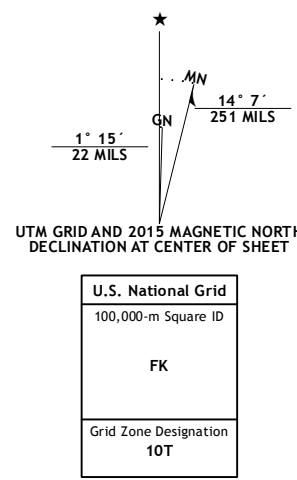 ★
MN
GN
14° 7´
251 MILS
1° 15´
22 MILS
UTM GRID AND 2015 MAGNETIC NORTH
DECLINATION AT CENTER OF SHEET
U.S. National Grid
100,000-m Square ID
FK
Grid Zone Designation
10T